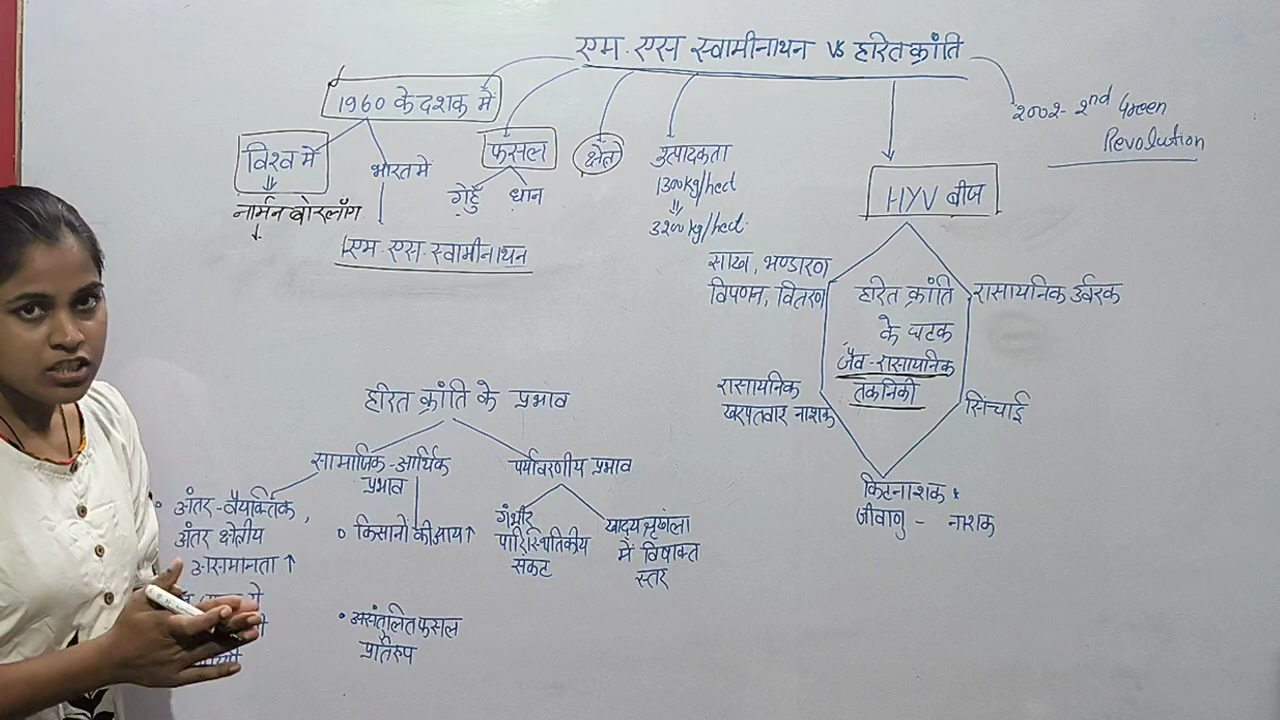 एम. एस स्वामीनाथन vs हरित क्रांति
1960 के दशक में
विश्व में
भारत में
नार्मन बोरलॉग
एम. एस. स्वामीनाथन
फसल
गेहूँ धान
क्षेत्र
उत्पादकता
1300kg/hect
3200kg/hect
2002- 2nd Green
Revolution
HYV बीज
साख, भण्डारण
विपणन, वितरण
हरित क्रांति
के घटक
जैव-रासायनिक
तकनिकी
रासायनिक उर्वरक
रासायनिक
खरपतवार नाशक
सिंचाई
किटनाशक
जीवाणु - नाशक
हरित क्रांति के प्रभाव
सामाजिक-आर्थिक
प्रभाव
पर्यावरणीय प्रभाव
अंतर-वैयक्तिक,
अंतर क्षेत्रीय
असमानता ↑
किसानो की आय ↑
असंतुलित फसल
प्रतिरुप
गंभीर
पारिस्थितिकीय
संकट
खाद्य श्रृंखला
में विषाक्त
स्तर